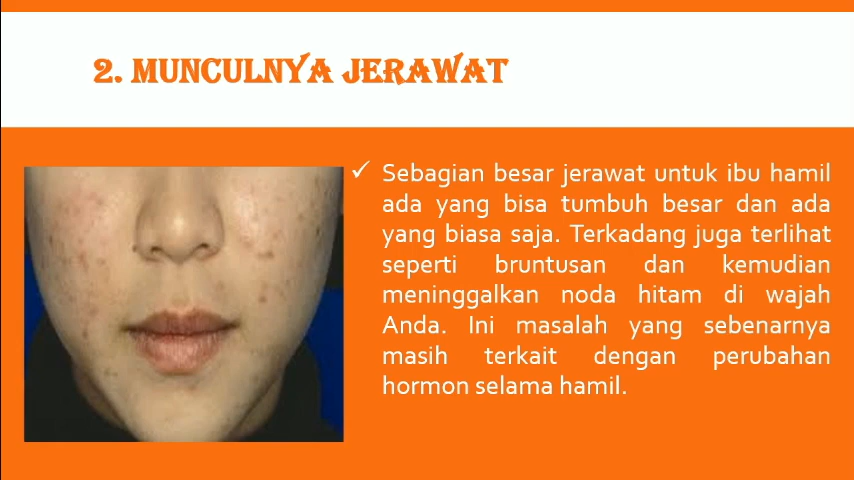 2. MUNCULNYA JERAWAT
✓ Sebagian besar jerawat untuk ibu hamil
ada yang bisa tumbuh besar dan ada
yang biasa saja. Terkadang juga terlihat
seperti bruntusan dan kemudian
meninggalkan noda hitam di wajah
Anda. Ini masalah yang sebenarnya
masih terkait dengan perubahan
hormon selama hamil.